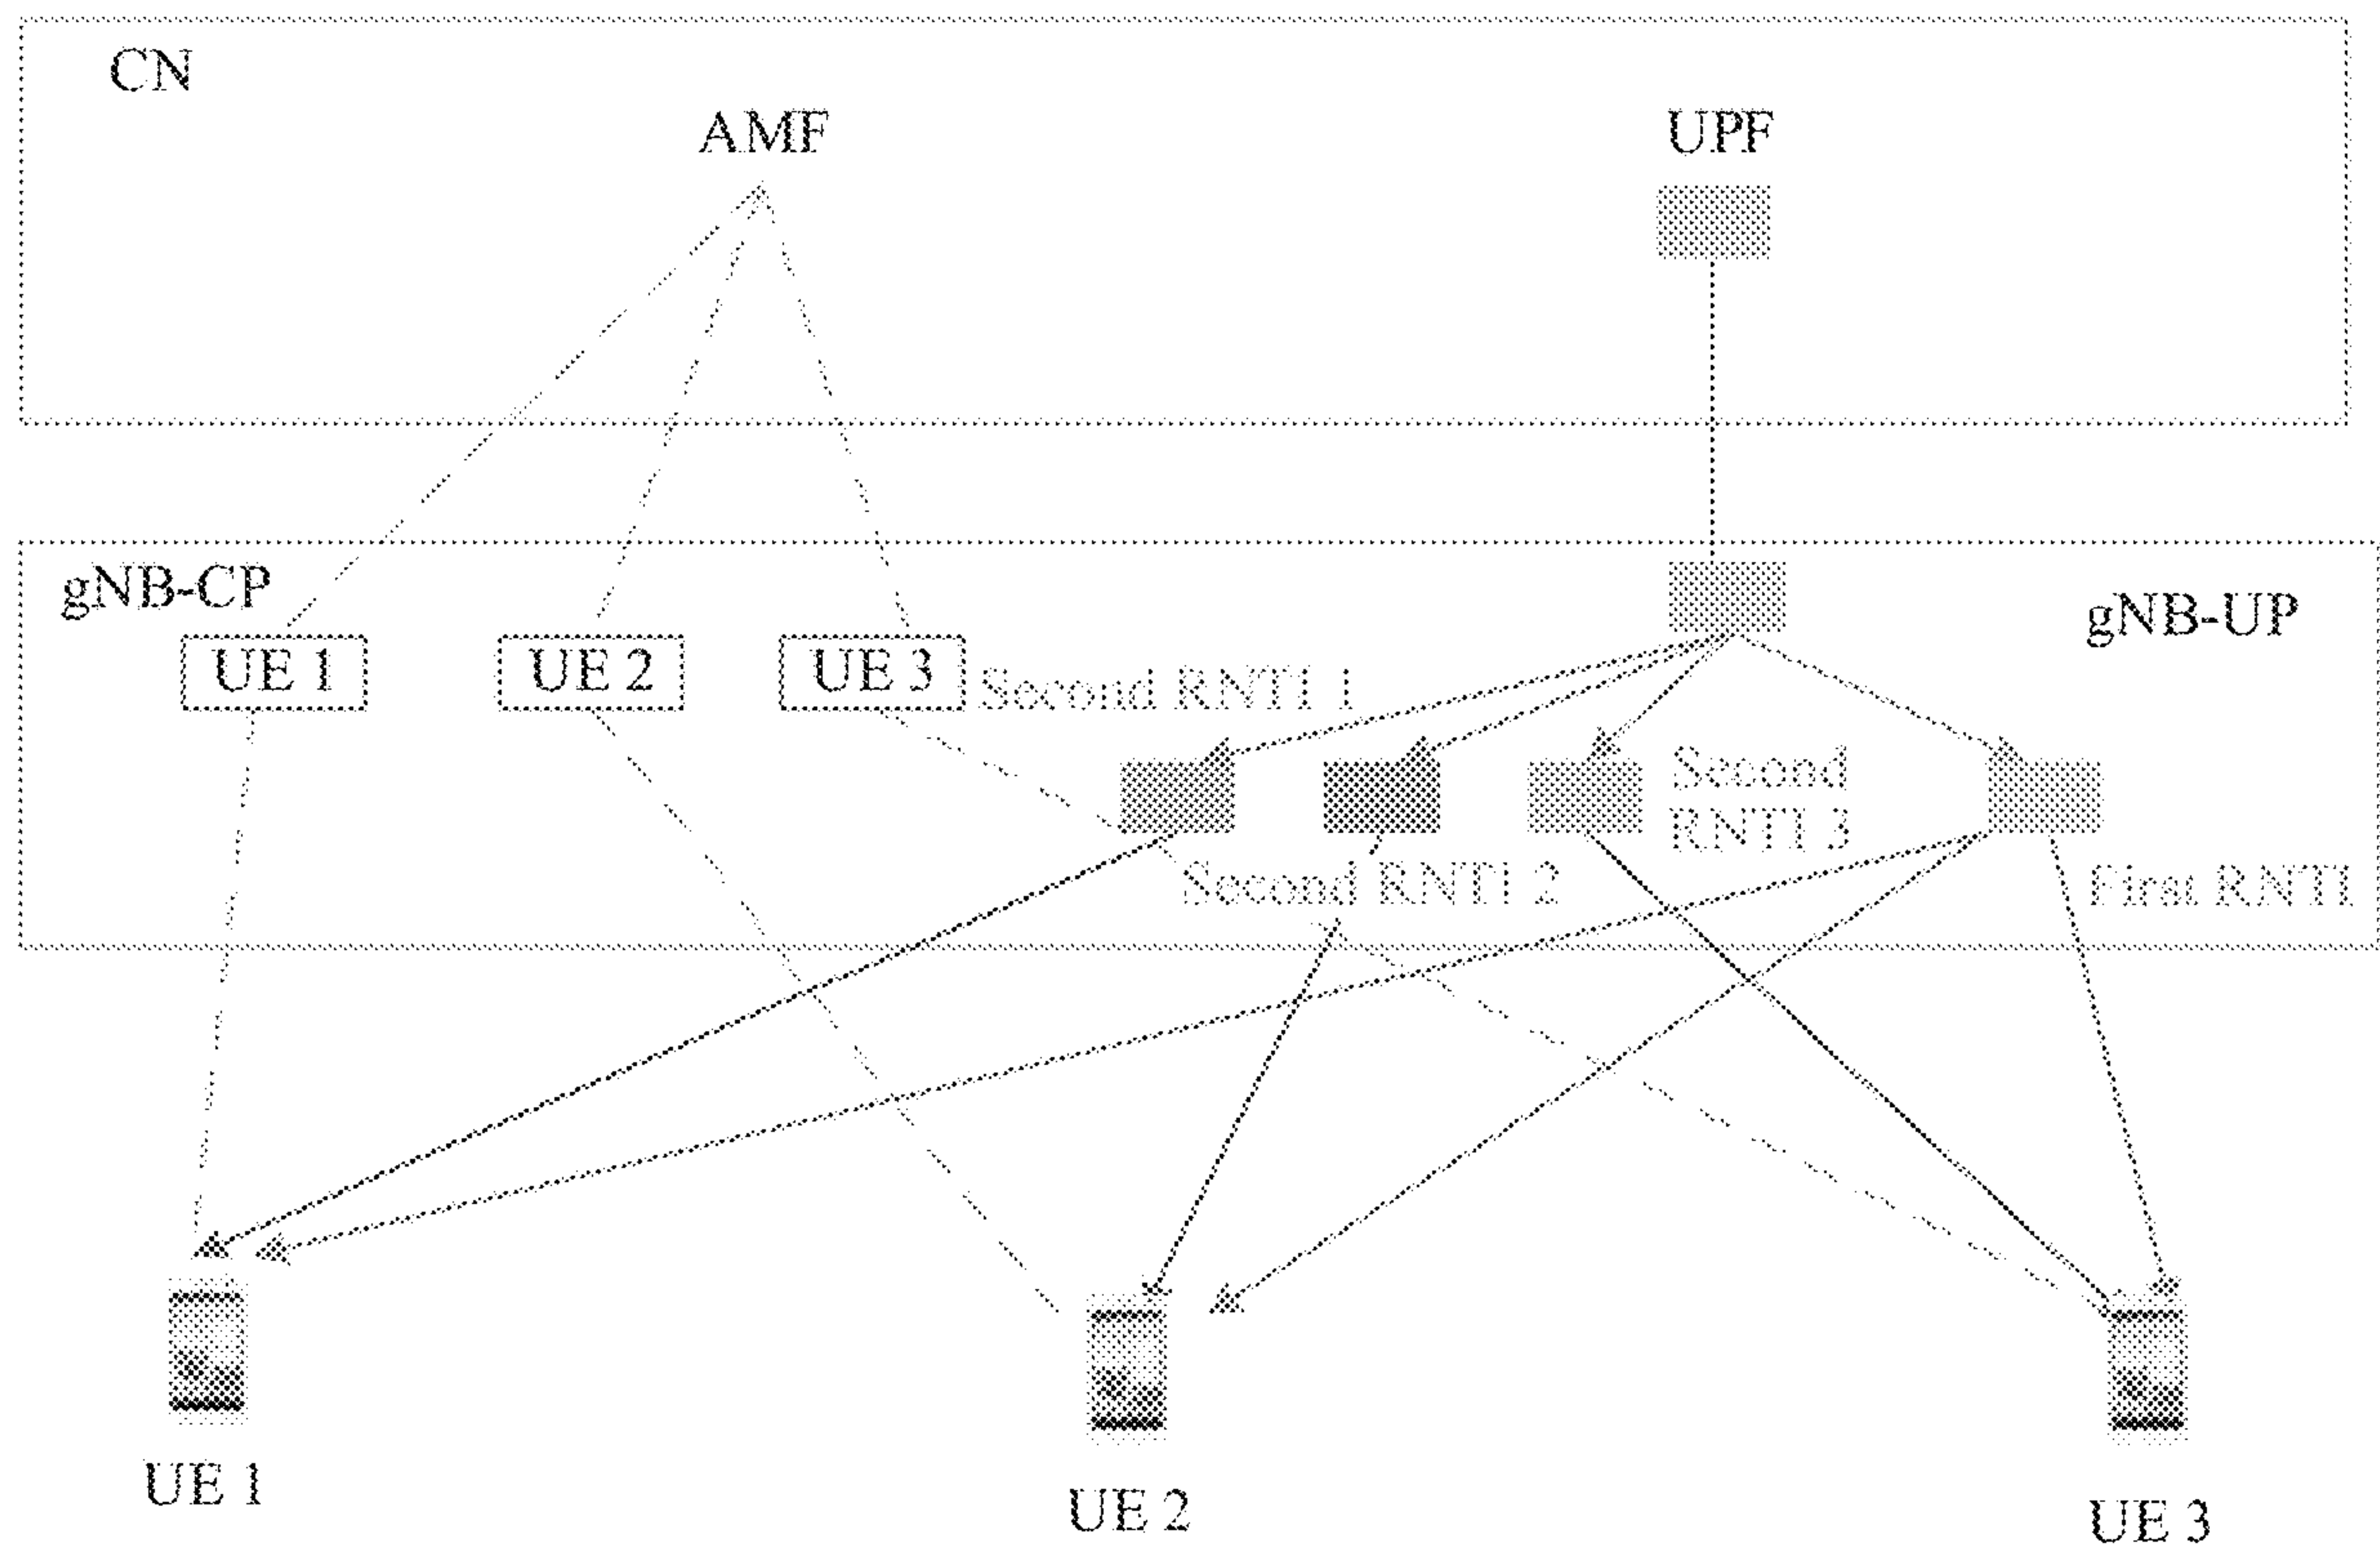 CN
AMF
UPF
gNB-CP
gNB-UP
UE 1
UE 2
UE 3
Second RNTI 1
Second
RNTI 3
Second RNTI 2
First RNTI
UE 1
UE 2
UE 3